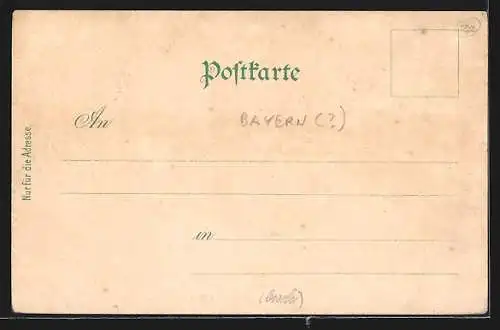 Postkarte
An
BAYERN (?)
in
Nur für die Adresse.